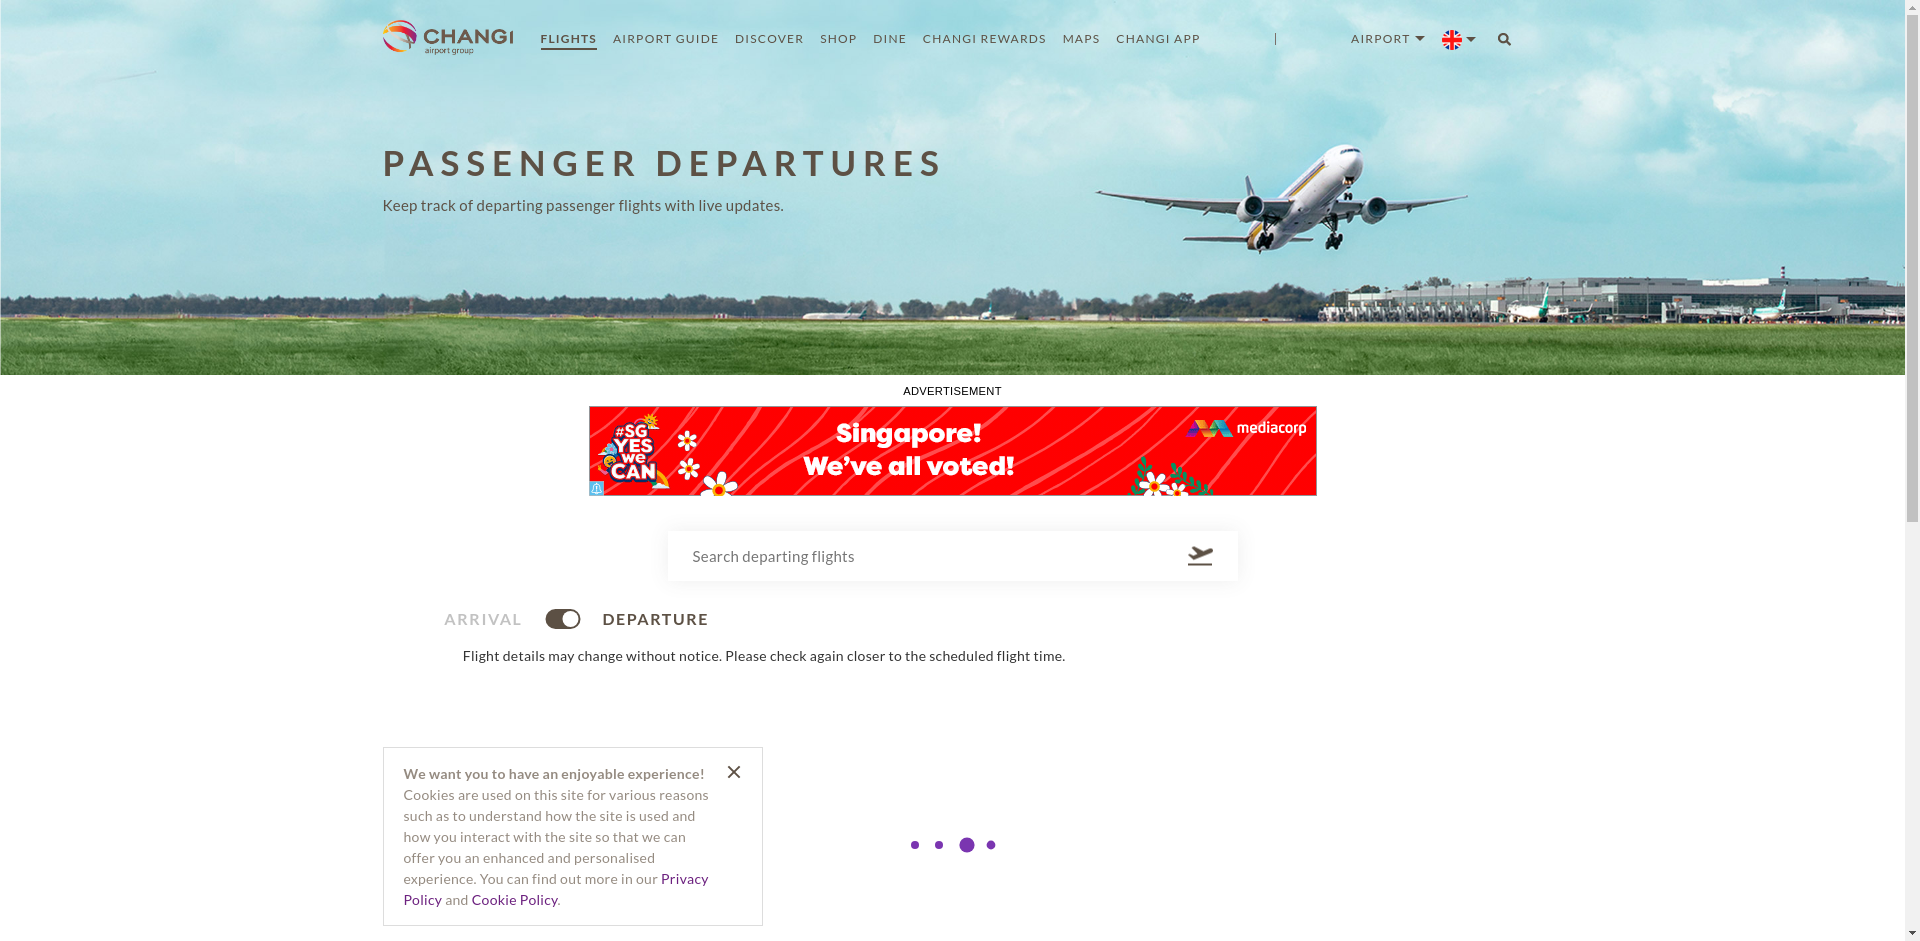 CHANGI
airport group
FLIGHTS AIRPORT GUIDE DISCOVER SHOP DINE CHANGI REWARDS MAPS CHANGI APP | AIRPORT
PASSENGER DEPARTURES
Keep track of departing passenger flights with live updates.
ADVERTISEMENT
#SG
YES
we
CAN
Singapore!
We've all voted!
mediacorp
Search departing flights
ARRIVAL DEPARTURE
Flight details may change without notice. Please check again closer to the scheduled flight time.
We want you to have an enjoyable experience!
Cookies are used on this site for various reasons
such as to understand how the site is used and
how you interact with the site so that we can
offer you an enhanced and personalised
experience. You can find out more in our Privacy
Policy and Cookie Policy.